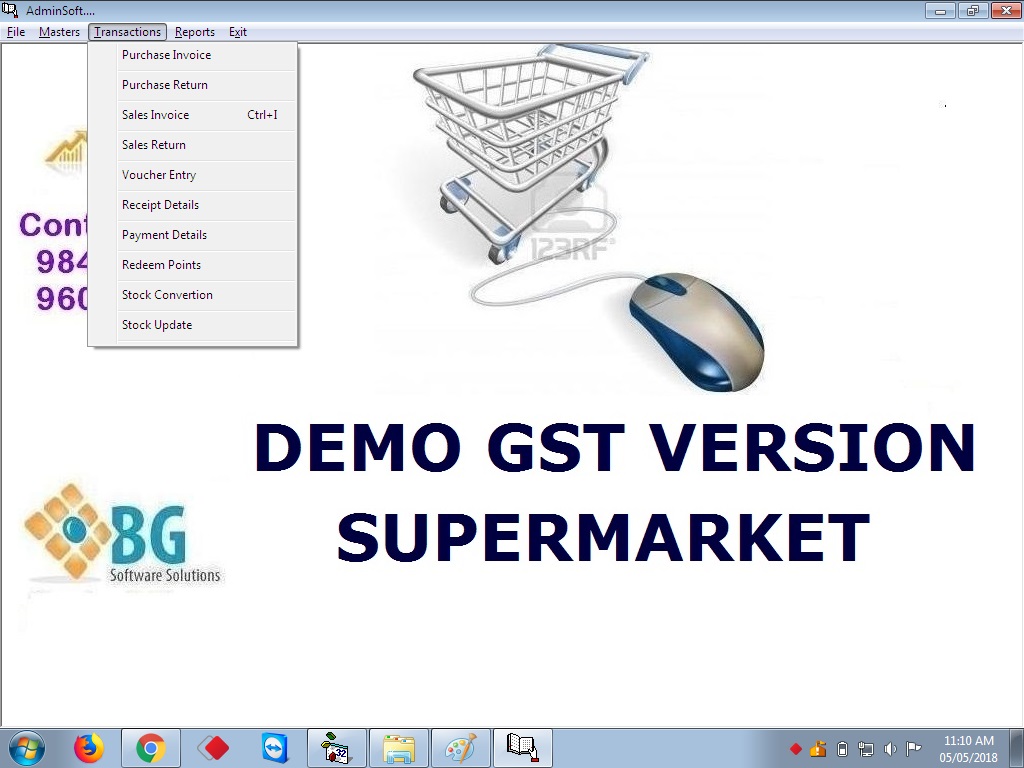 AdminSoft....
File Masters Transactions Reports Exit
Purchase Invoice
Purchase Return
Sales Invoice Ctrl+I
Sales Return
Voucher Entry
Receipt Details
Payment Details
Redeem Points
Stock Convertion
Stock Update
984
960
123RF®
DEMO GST VERSION
SUPERMARKET
BG
Software Solutions
32
11:10 AM
05/05/2018